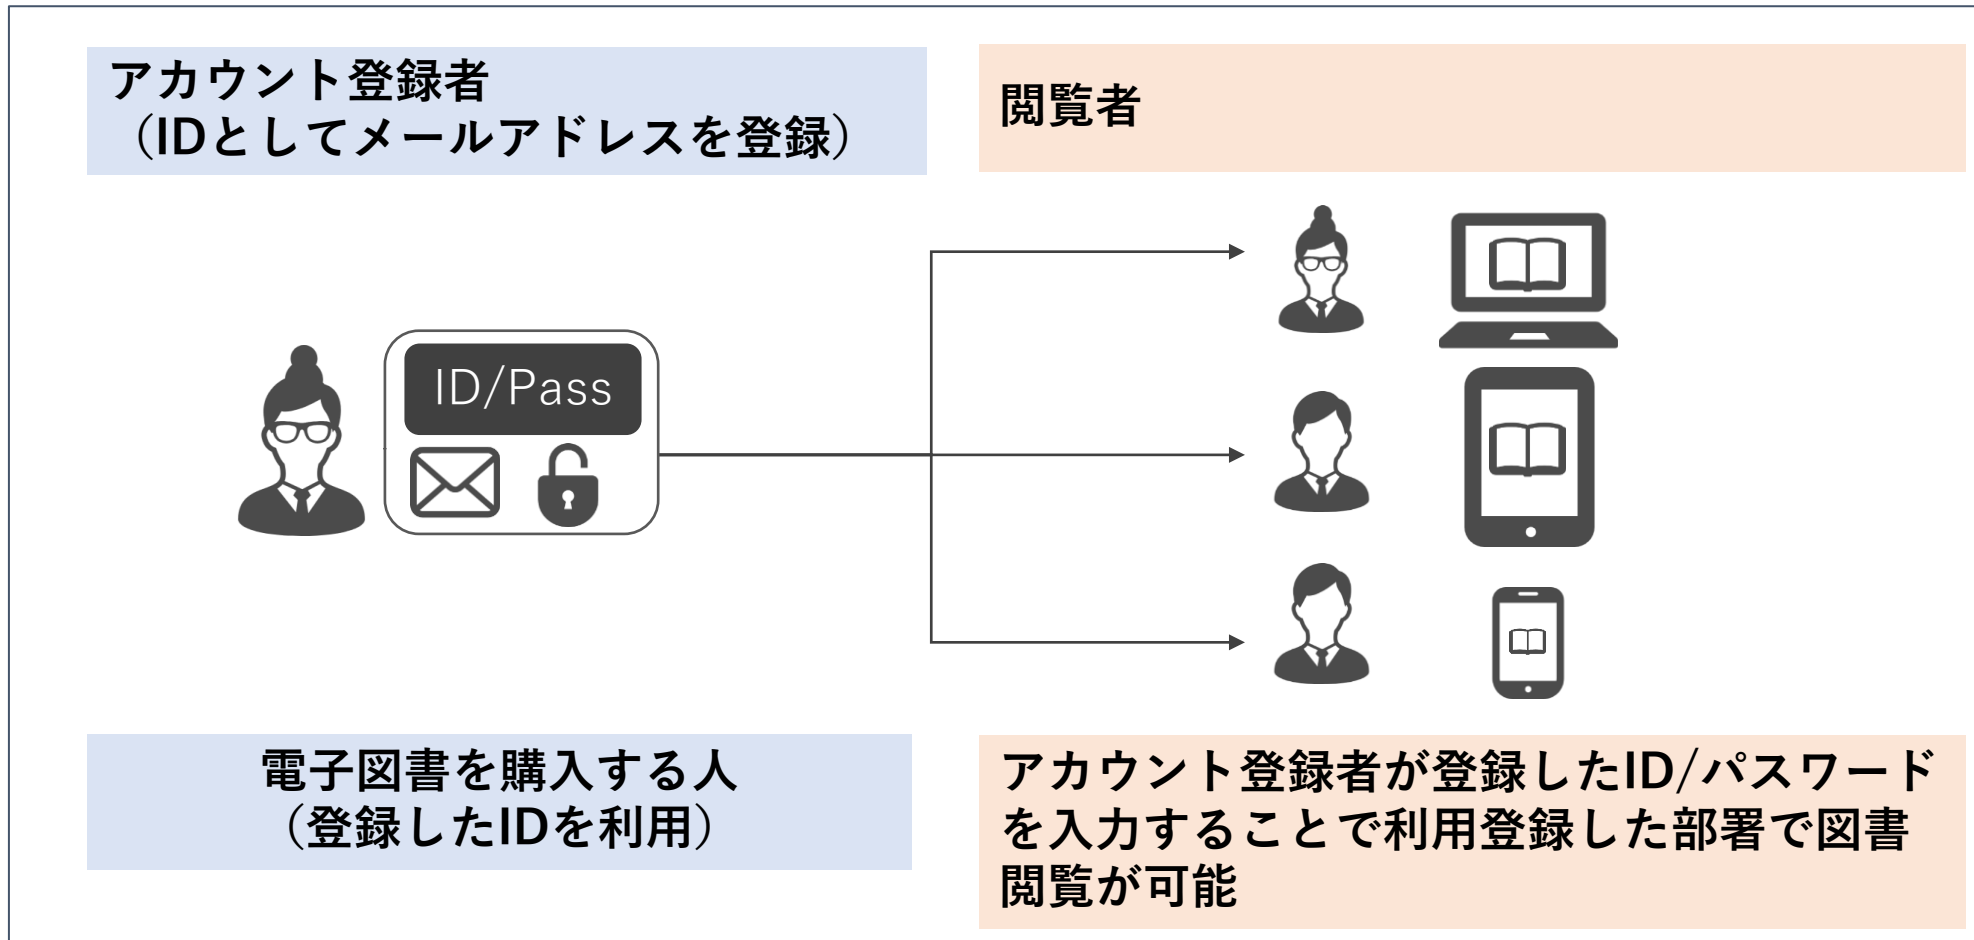 アカウント登録者
（IDとしてメールアドレスを登録）
閲覧者
ID/Pass
電子図書を購入する人
（登録したIDを利用）
アカウント登録者が登録したID/パスワード
を入力することで利用登録した部署で図書
閲覧が可能